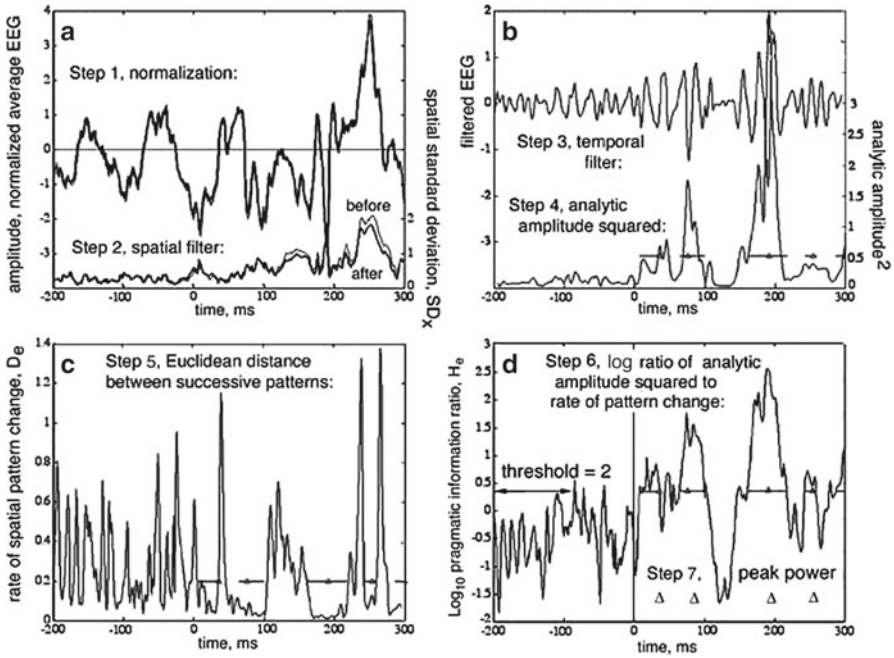 a
Step 1, normalization:
Step 2, spatial filter:
before
after
amplitude, normalized average EEG
spatial standard deviation, SDx
4
3
2
1
0
-1
-2
-3
2
1
0
-200 -100 0 100 200 300
time, ms
b
Step 3, temporal
filter:
Step 4, analytic
amplitude squared:
filtered EEG
analytic amplitude2
2
1
0
-1
-2
-3
3
2.5
2
1.5
1
0.5
0
-200 -100 0 100 200 300
time, ms
c
Step 5, Euclidean distance
between successive patterns:
rate of spatial pattern change, De
1.4
1.2
1
0.8
0.6
0.4
0.2
0
-200 -100 0 100 200 300
time, ms
d
Step 6, log ratio of analytic
amplitude squared to
rate of pattern change:
threshold = 2
Step 7, peak power
Δ Δ Δ Δ
Log10 pragmatic information ratio, He
3
2.5
2
1.5
1
0.5
0
-0.5
-1
-1.5
-2
-200 -100 0 100 200 300
time, ms